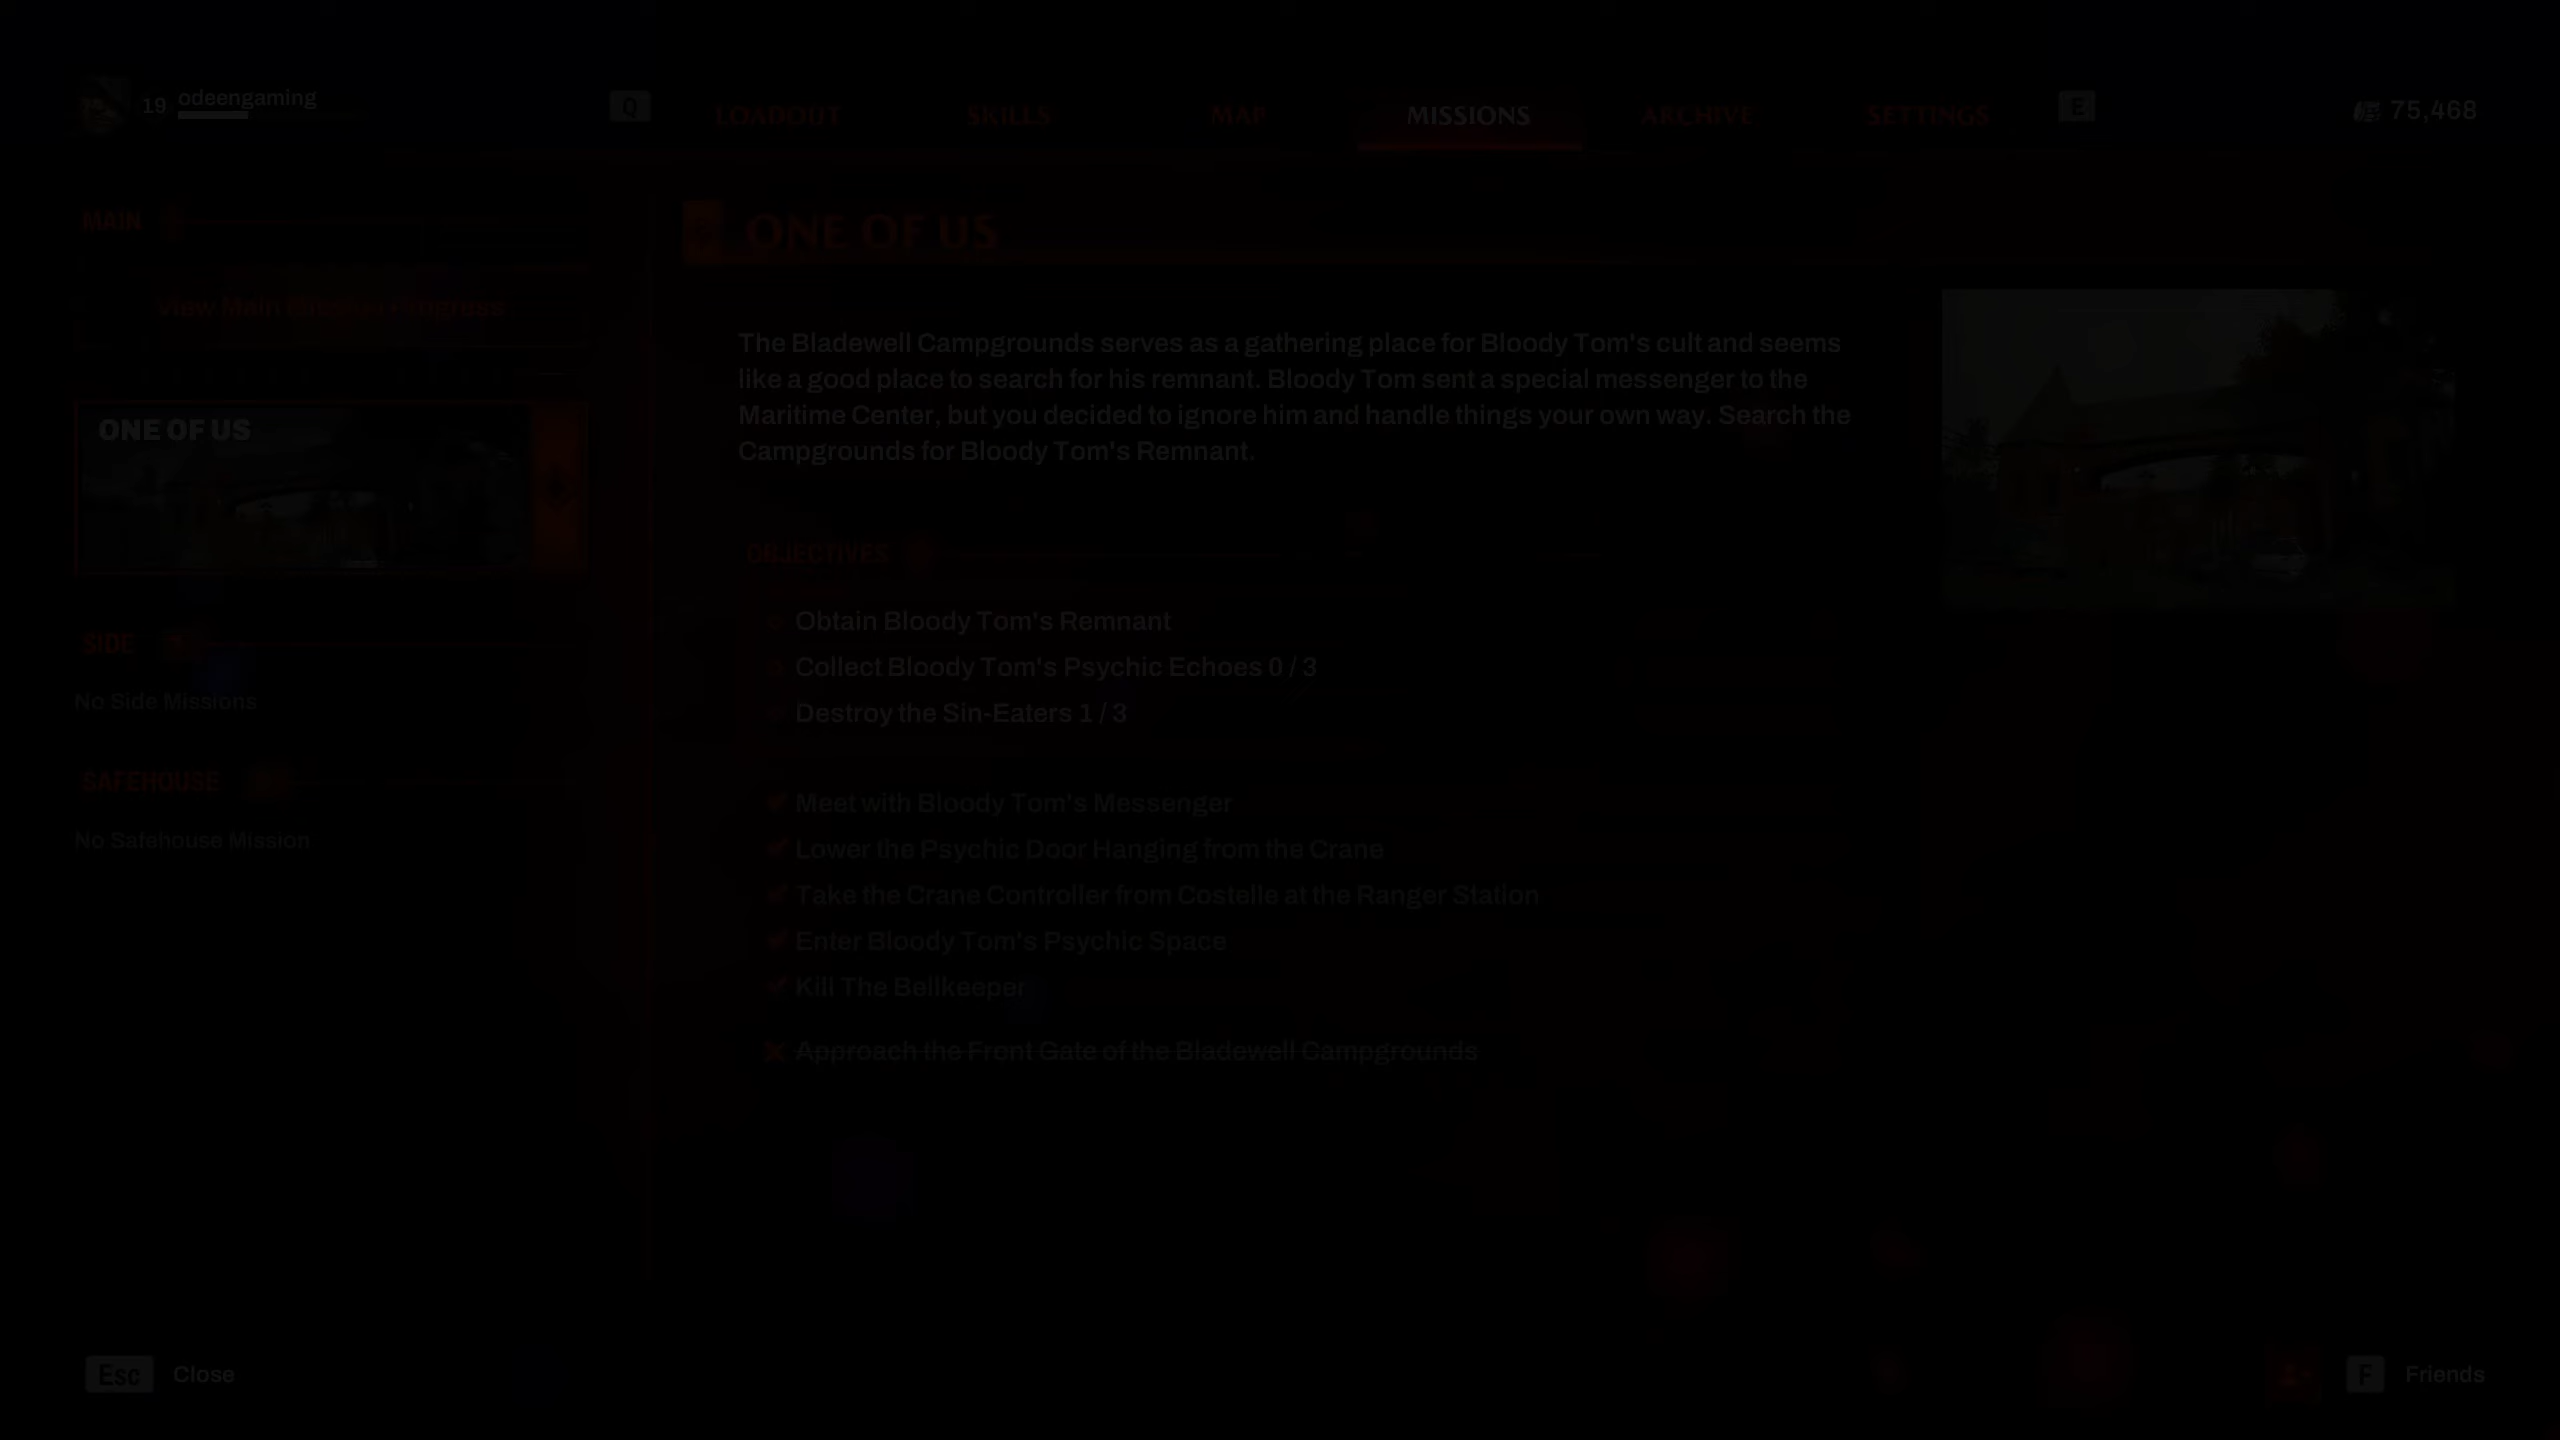 19 odeengaming
Q
LOADOUT
SKILLS
MAP
MISSIONS
ARCHIVE
SETTINGS
E
75,468
MAIN
View Main Progress
ONE OF US
SIDE
No Side Missions
SAFEHOUSE
No Safehouse Mission
ONE OF US
The Bladewell Campgrounds serves as a gathering place for Bloody Tom's cult and seems
like a good place to search for his remnant. Bloody Tom sent a special messenger to the
Maritime Center, but you decided to ignore him and handle things your own way. Search the
Campgrounds for Bloody Tom's Remnant.
OBJECTIVES
Obtain Bloody Tom's Remnant
Collect Bloody Tom's Psychic Echoes 0 / 3
Destroy the Sin-Eaters 1 / 3
Meet with Bloody Tom's Messenger
Lower the Psychic Door Hanging from the Crane
Take the Crane Controller from Costelle at the Ranger Station
Enter Bloody Tom's Psychic Space
Kill The Bellkeeper
Approach the Front Gate of the Bladewell Campgrounds
Esc Close
F Friends